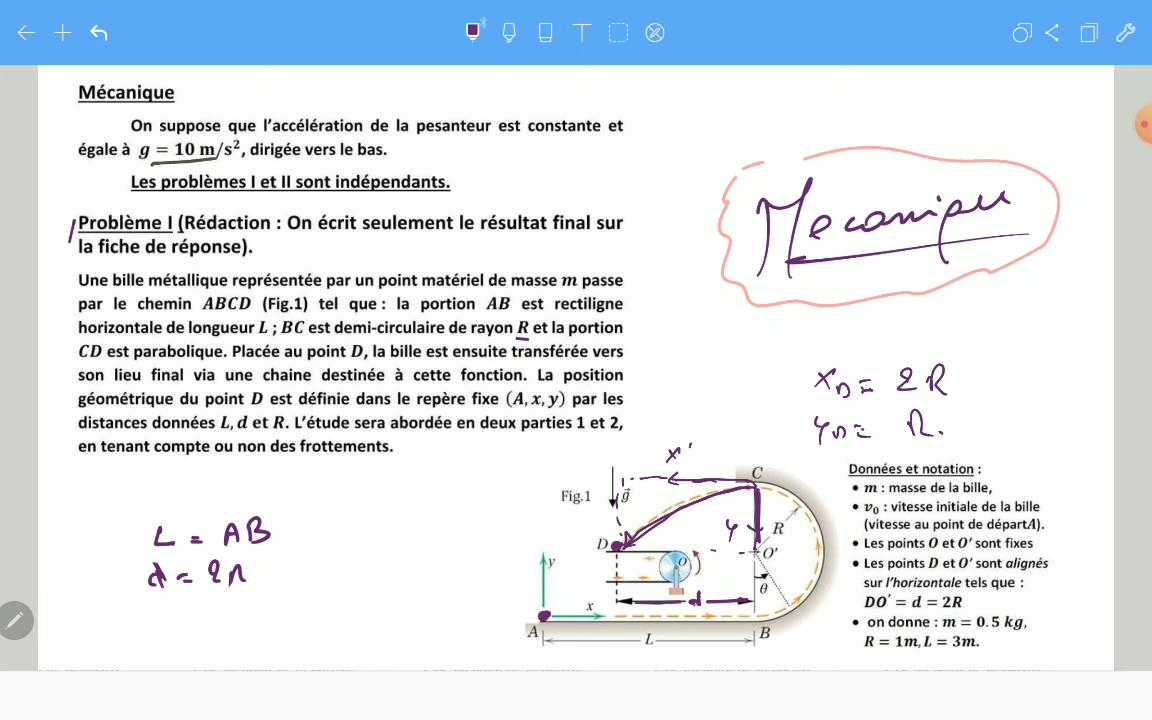 Mécanique
On suppose que l'accélération de la pesanteur est constante et
égale à g = 10 m/s², dirigée vers le bas.
Les problèmes I et II sont indépendants.
Problème I (Rédaction : On écrit seulement le résultat final sur
la fiche de réponse).
Une bille métallique représentée par un point matériel de masse m passe
par le chemin ABCD (Fig.1) tel que : la portion AB est rectiligne
horizontale de longueur L ; BC est demi-circulaire de rayon R et la portion
CD est parabolique. Placée au point D, la bille est ensuite transférée vers
son lieu final via une chaine destinée à cette fonction. La position
géométrique du point D est définie dans le repère fixe (A, x, y) par les
distances données L, d et R. L'étude sera abordée en deux parties 1 et 2,
en tenant compte ou non des frottements.
L = AB
d = 2R
Mecanique
x_D = 2R
y_D = R.
x'
C
Fig.1
g⃗
y
R
D
O
O'
y
θ
d
x
A
L
B
Données et notation :
• m : masse de la bille,
• v₀ : vitesse initiale de la bille
(vitesse au point de départA).
• Les points O et O' sont fixes
• Les points D et O' sont alignés
sur l'horizontale tels que :
DO' = d = 2R
• on donne : m = 0.5 kg,
R = 1m, L = 3m.